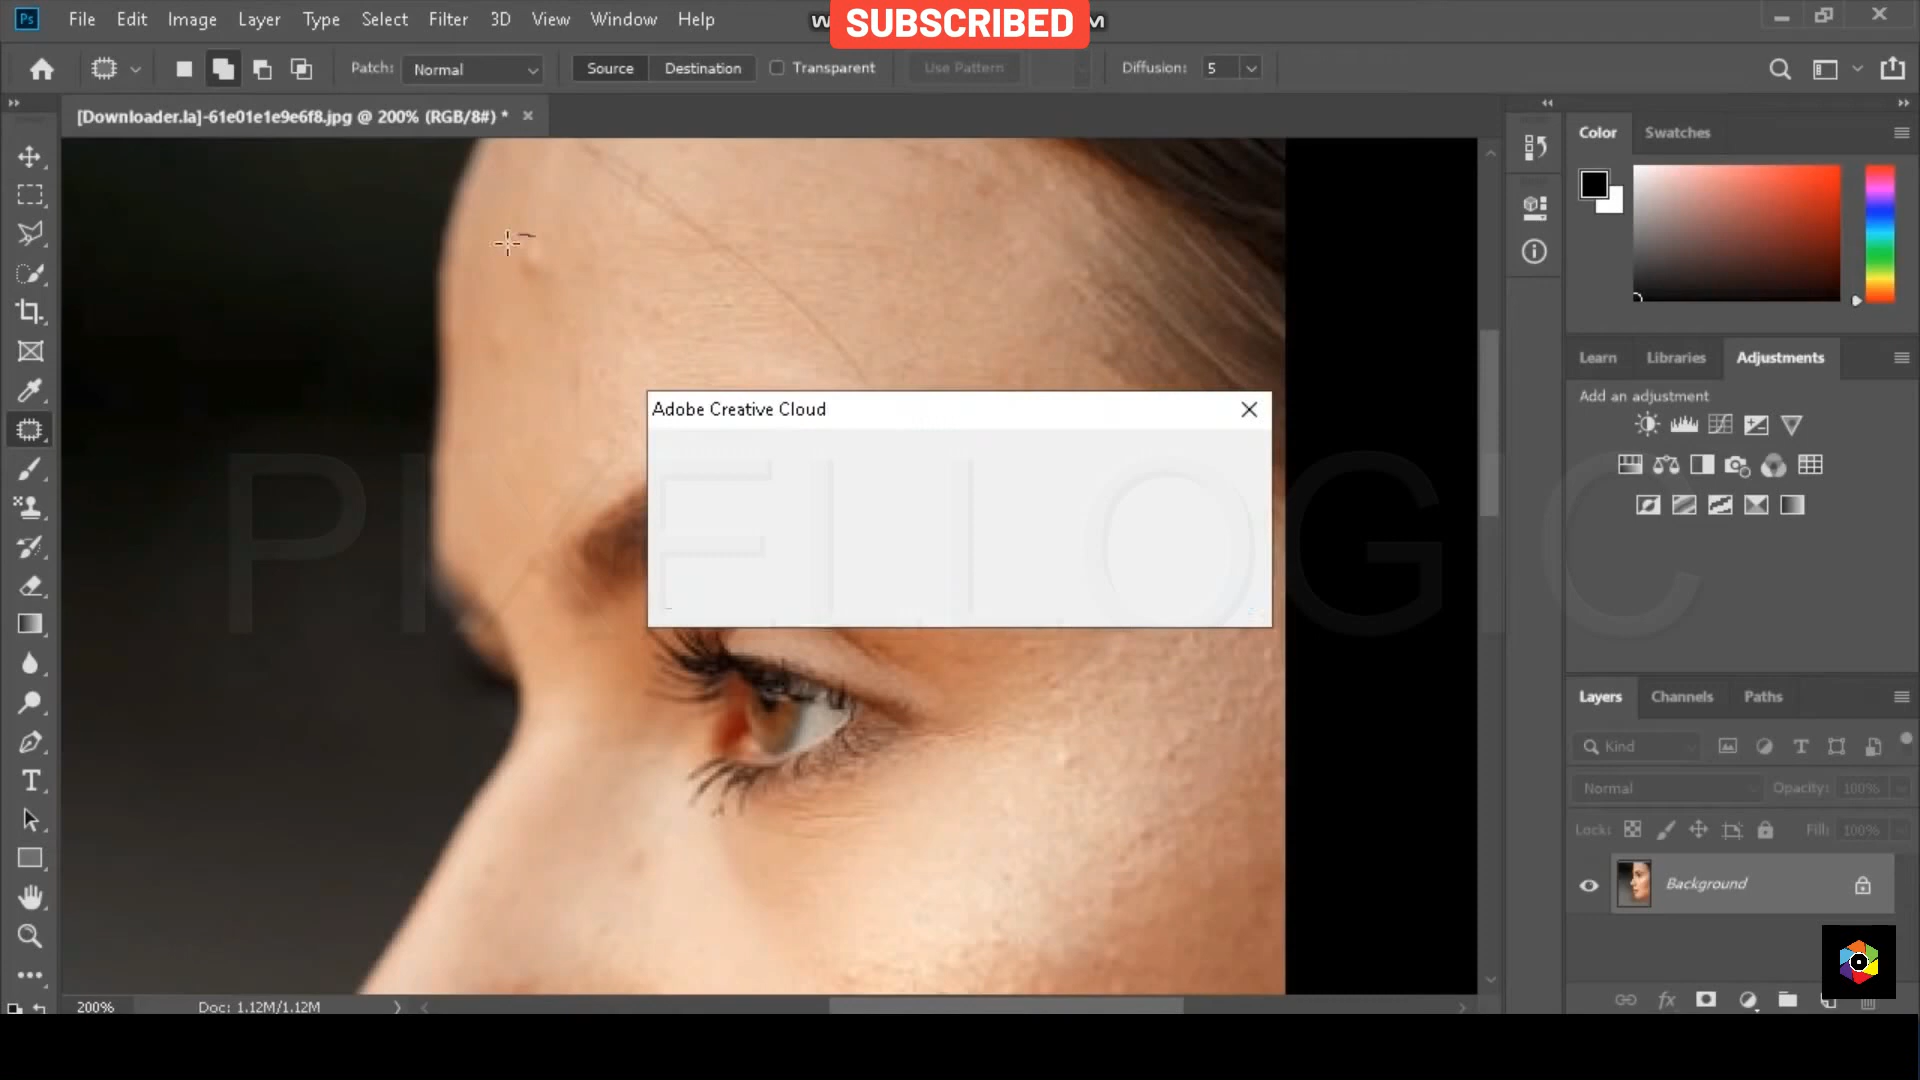 File Edit Image Layer Type Select Filter 3D View Window Help
SUBSCRIBED
Patch: Normal Source Destination Transparent Use Pattern Diffusion: 5
[Downloader.la]-61e01e1e9e6f8.jpg @ 200% (RGB/8#) *
Color Swatches
Learn Libraries Adjustments
Add an adjustment
Adobe Creative Cloud
PIXELLOGIC
Layers Channels Paths
Kind
Normal Opacity: 100%
Lock: Fill: 100%
Background
200% Doc: 1.12M/1.12M